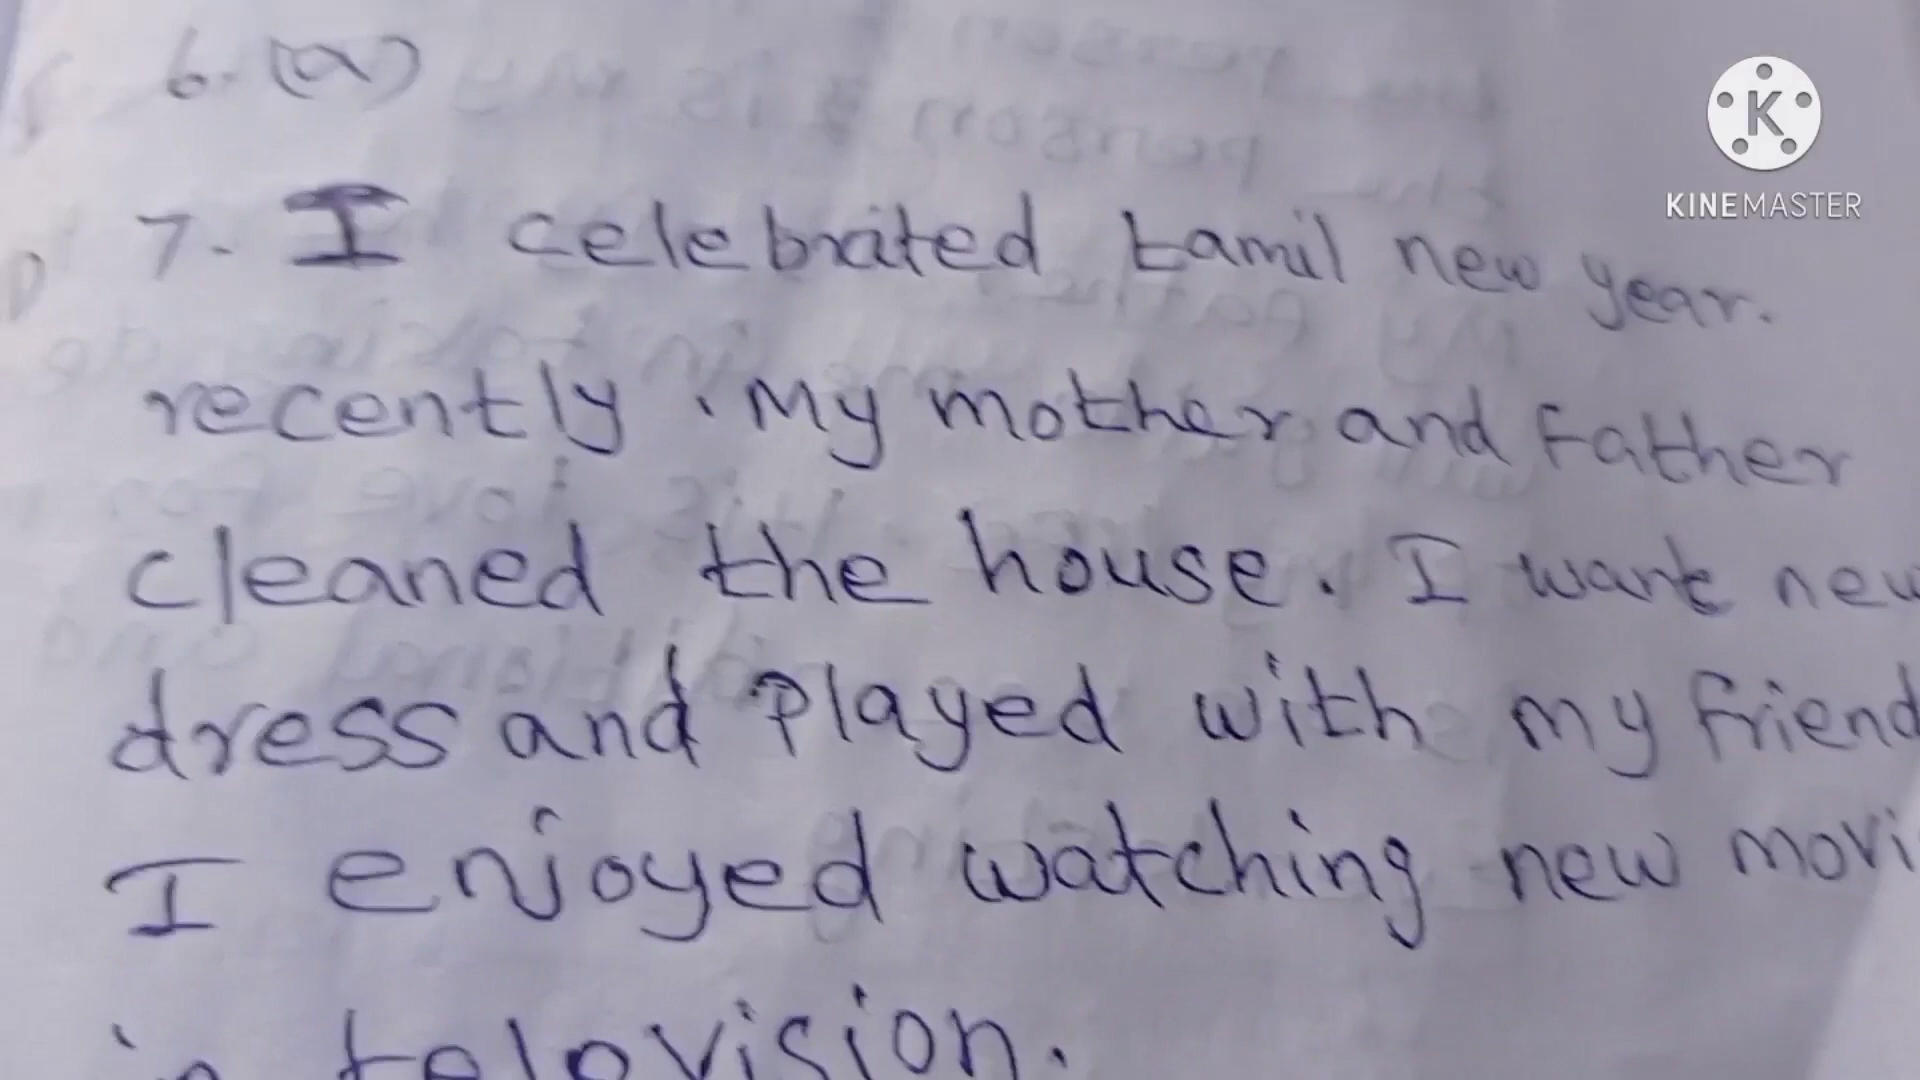 6. (a)
KINEMASTER
7. I celebrated tamil new year.
recently. My mother and Father
cleaned the house. I want new
dress and Played with my friend
I enjoyed watching new movi
in television.